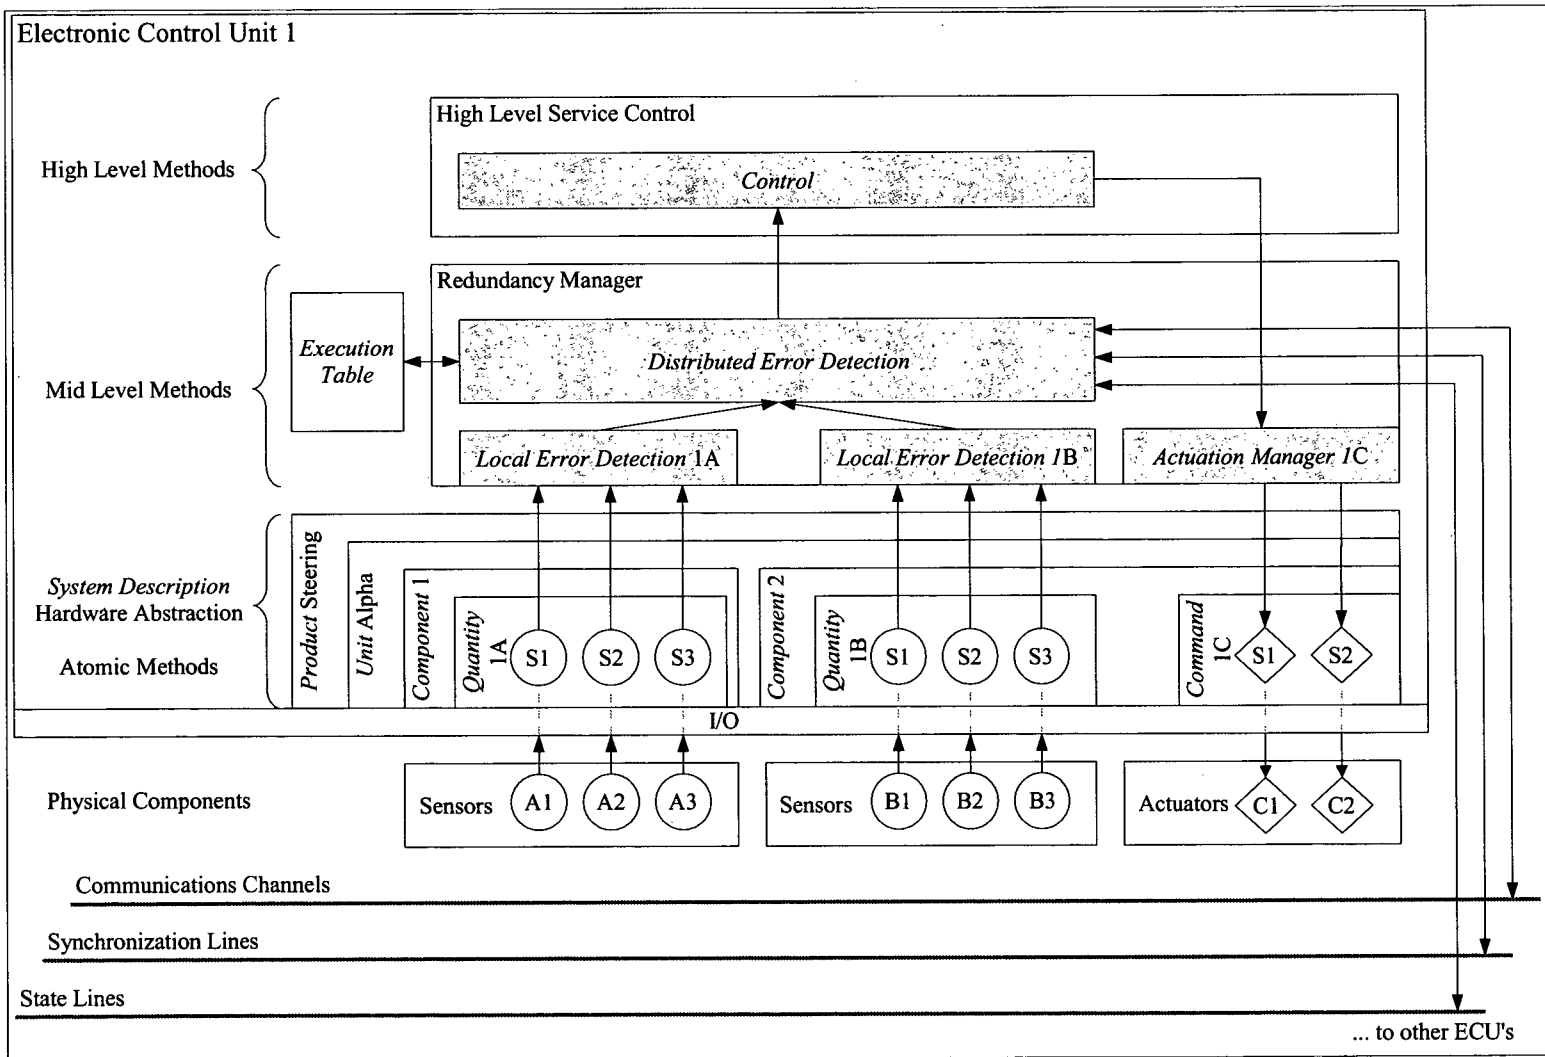 Electronic Control Unit 1
High Level Service Control
High Level Methods
Control
Redundancy Manager
Execution
Table
Distributed Error Detection
Mid Level Methods
Local Error Detection 1A
Local Error Detection 1B
Actuation Manager 1C
System Description
Hardware Abstraction
Atomic Methods
Product Steering
Unit Alpha
Component 1
Quantity
1A
S1
S2
S3
Component 2
Quantity
1B
S1
S2
S3
Command
1C
S1
S2
I/O
Physical Components
Sensors
A1
A2
A3
Sensors
B1
B2
B3
Actuators
C1
C2
Communications Channels
Synchronization Lines
State Lines
... to other ECU's